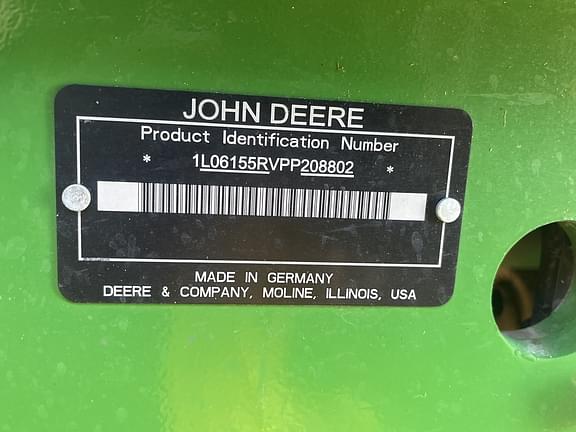 JOHN DEERE
Product Identification Number
* 1L06155RVPP208802 *
MADE IN GERMANY
DEERE & COMPANY, MOLINE, ILLINOIS, USA